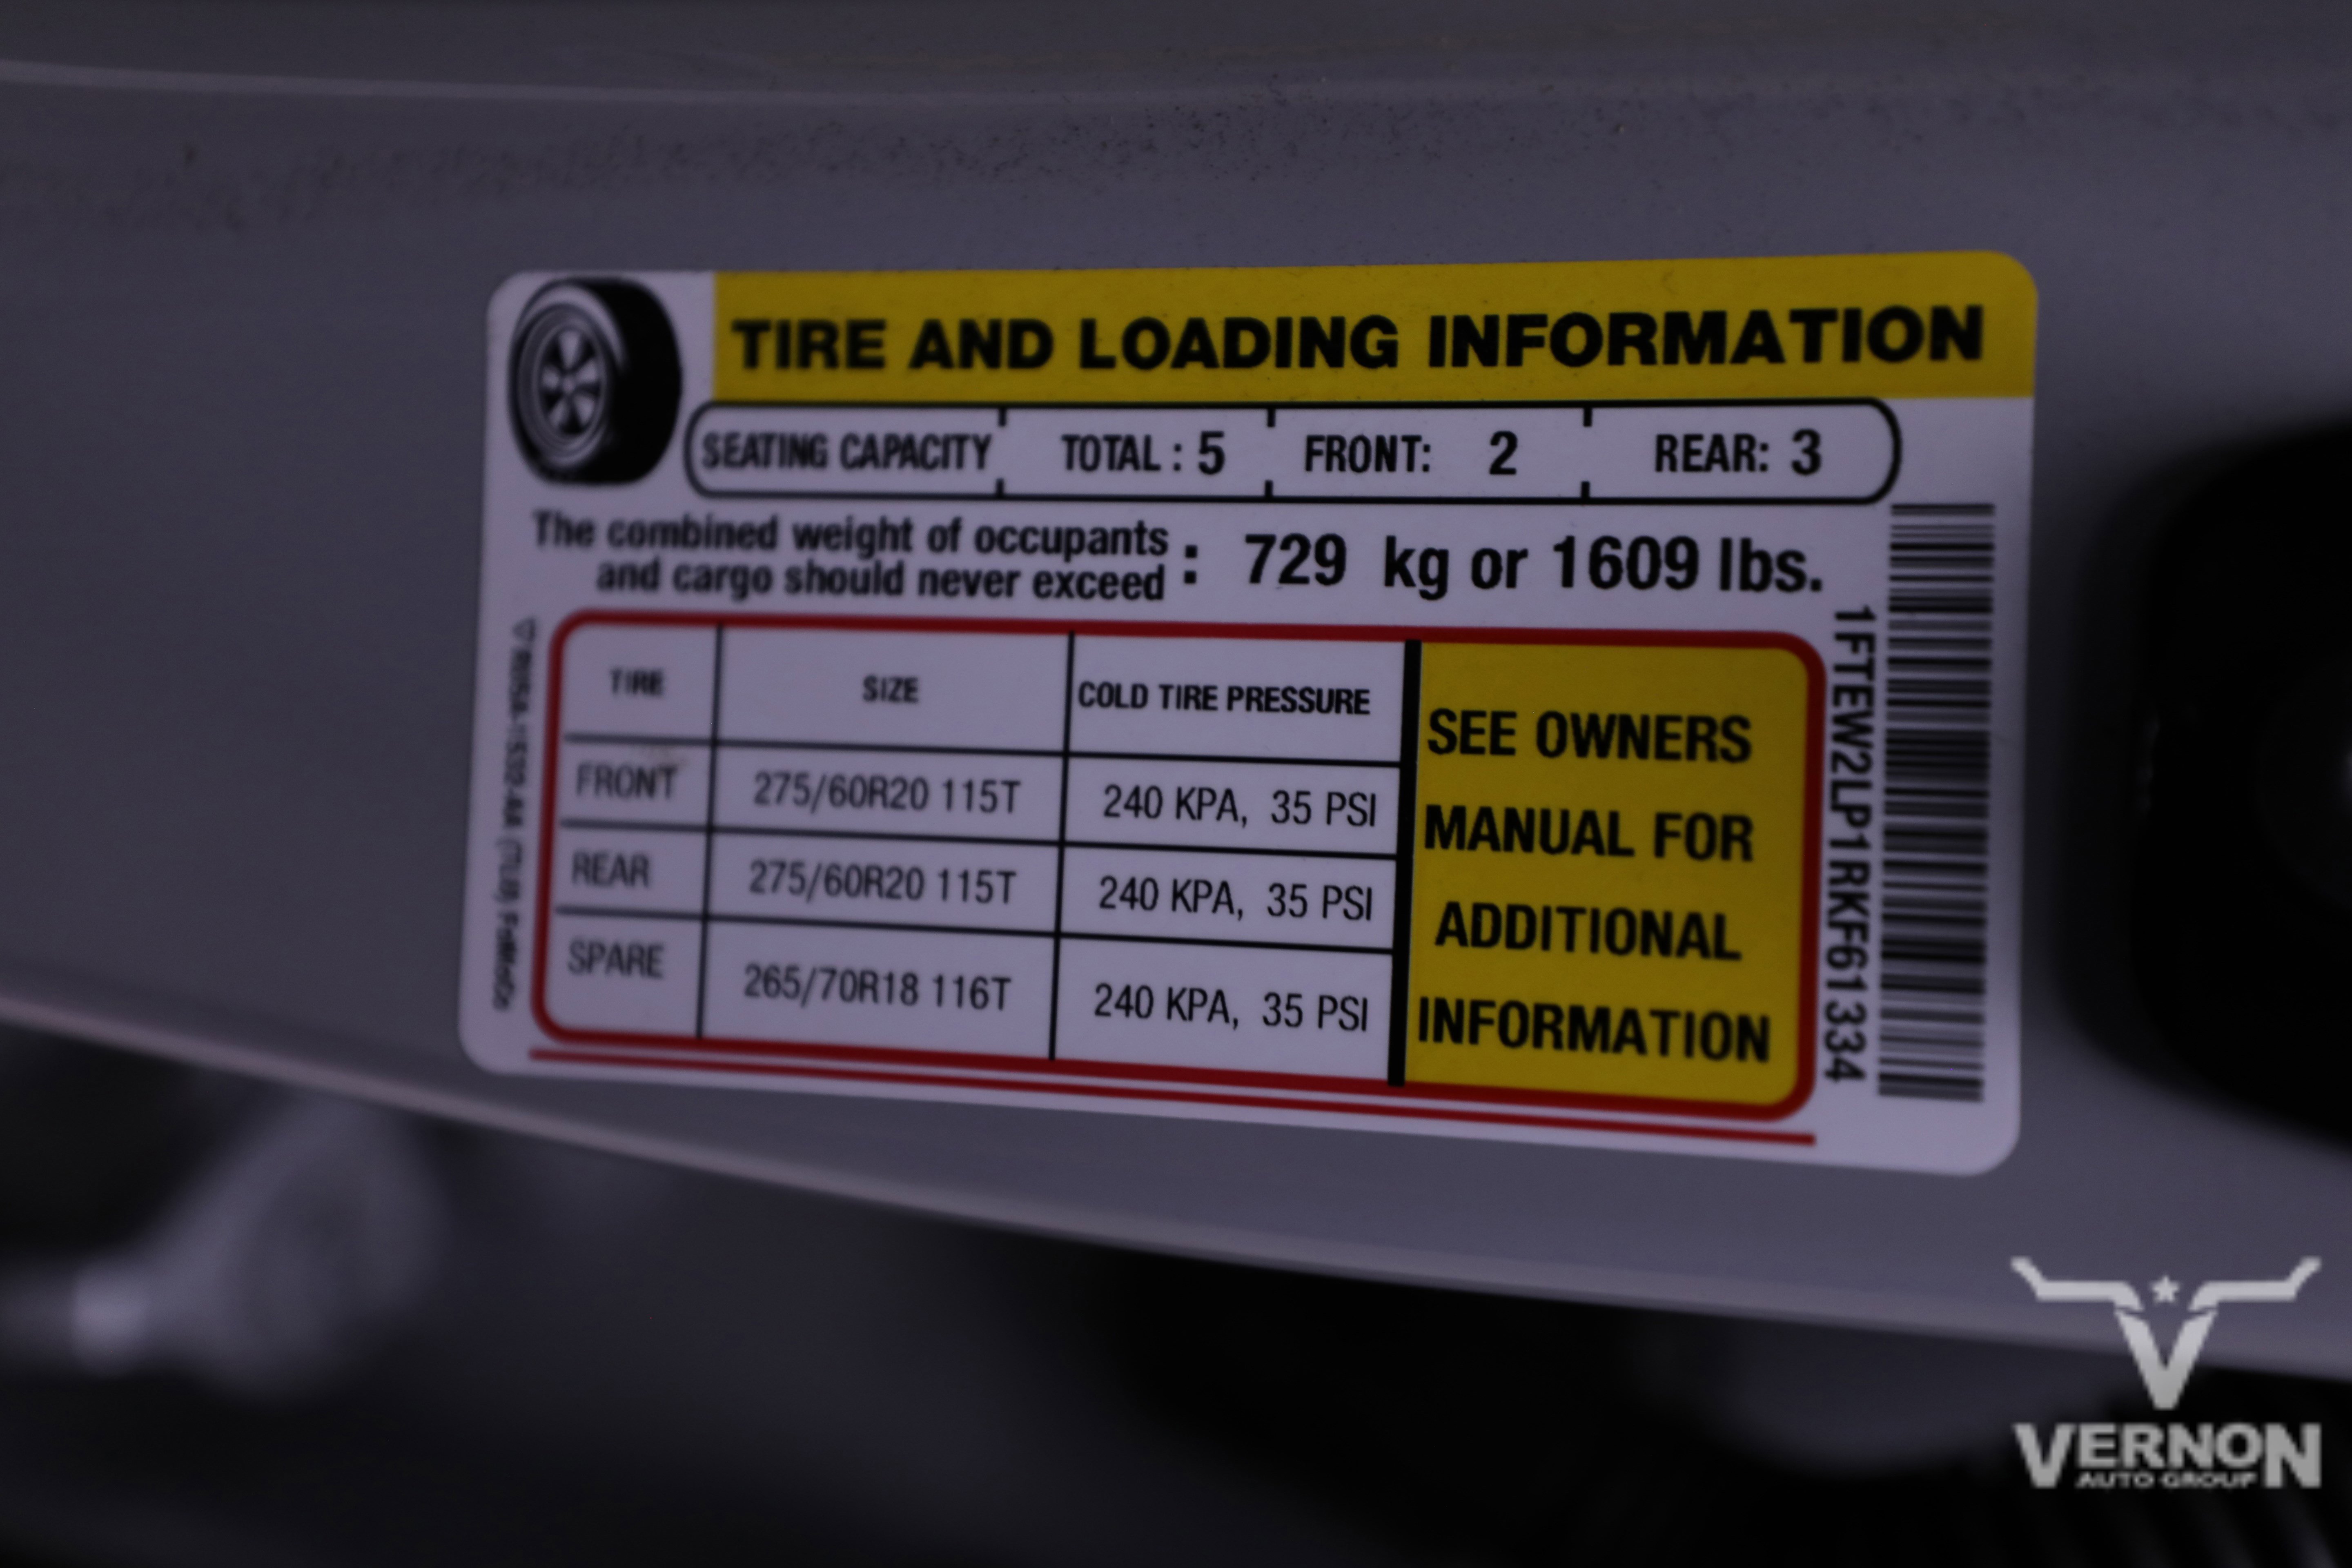 TIRE AND LOADING INFORMATION
SEATING CAPACITY TOTAL : 5 FRONT: 2 REAR: 3
The combined weight of occupants
and cargo should never exceed : 729 kg or 1609 lbs.
TIRE SIZE COLD TIRE PRESSURE
FRONT 275/60R20 115T 240 KPA, 35 PSI
REAR 275/60R20 115T 240 KPA, 35 PSI
SPARE 265/70R18 116T 240 KPA, 35 PSI
SEE OWNERS
MANUAL FOR
ADDITIONAL
INFORMATION
1FTEW2LP1RKF61334
VERNON
AUTO GROUP